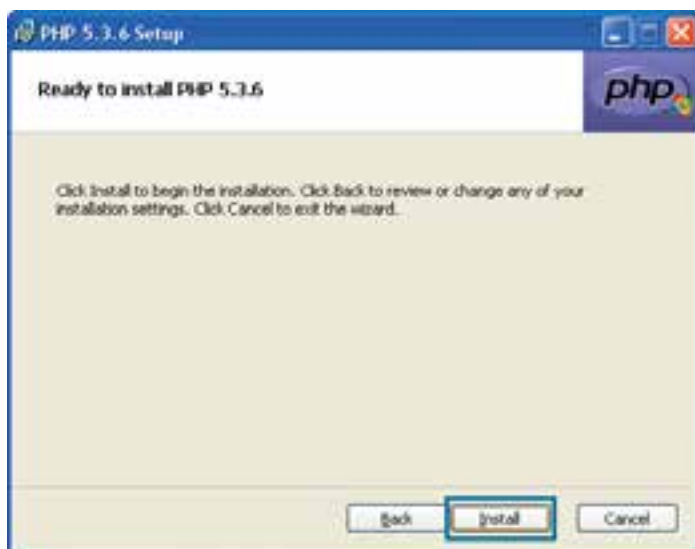 PHP 5.3.6 Setup
Ready to install PHP 5.3.6
php
Click Install to begin the installation. Click Back to review or change any of your
installation settings. Click Cancel to exit the wizard.
Back
Install
Cancel